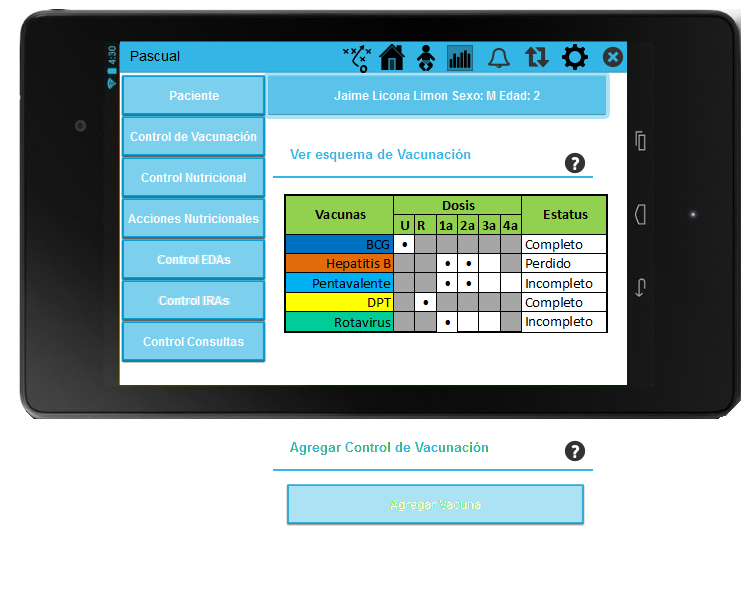 4:30
Pascual
Paciente
Jaime Licona Limon Sexo: M Edad: 2
Control de Vacunación
Control Nutricional
Acciones Nutricionales
Control EDAs
Control IRAs
Control Consultas
Ver esquema de Vacunación
?
Vacunas Dosis Estatus
U R 1a 2a 3a 4a
BCG • Completo
Hepatitis B • • Perdido
Pentavalente • • Incompleto
DPT • Completo
Rotavirus • Incompleto
Agregar Control de Vacunación
?
Agregar Vacuna